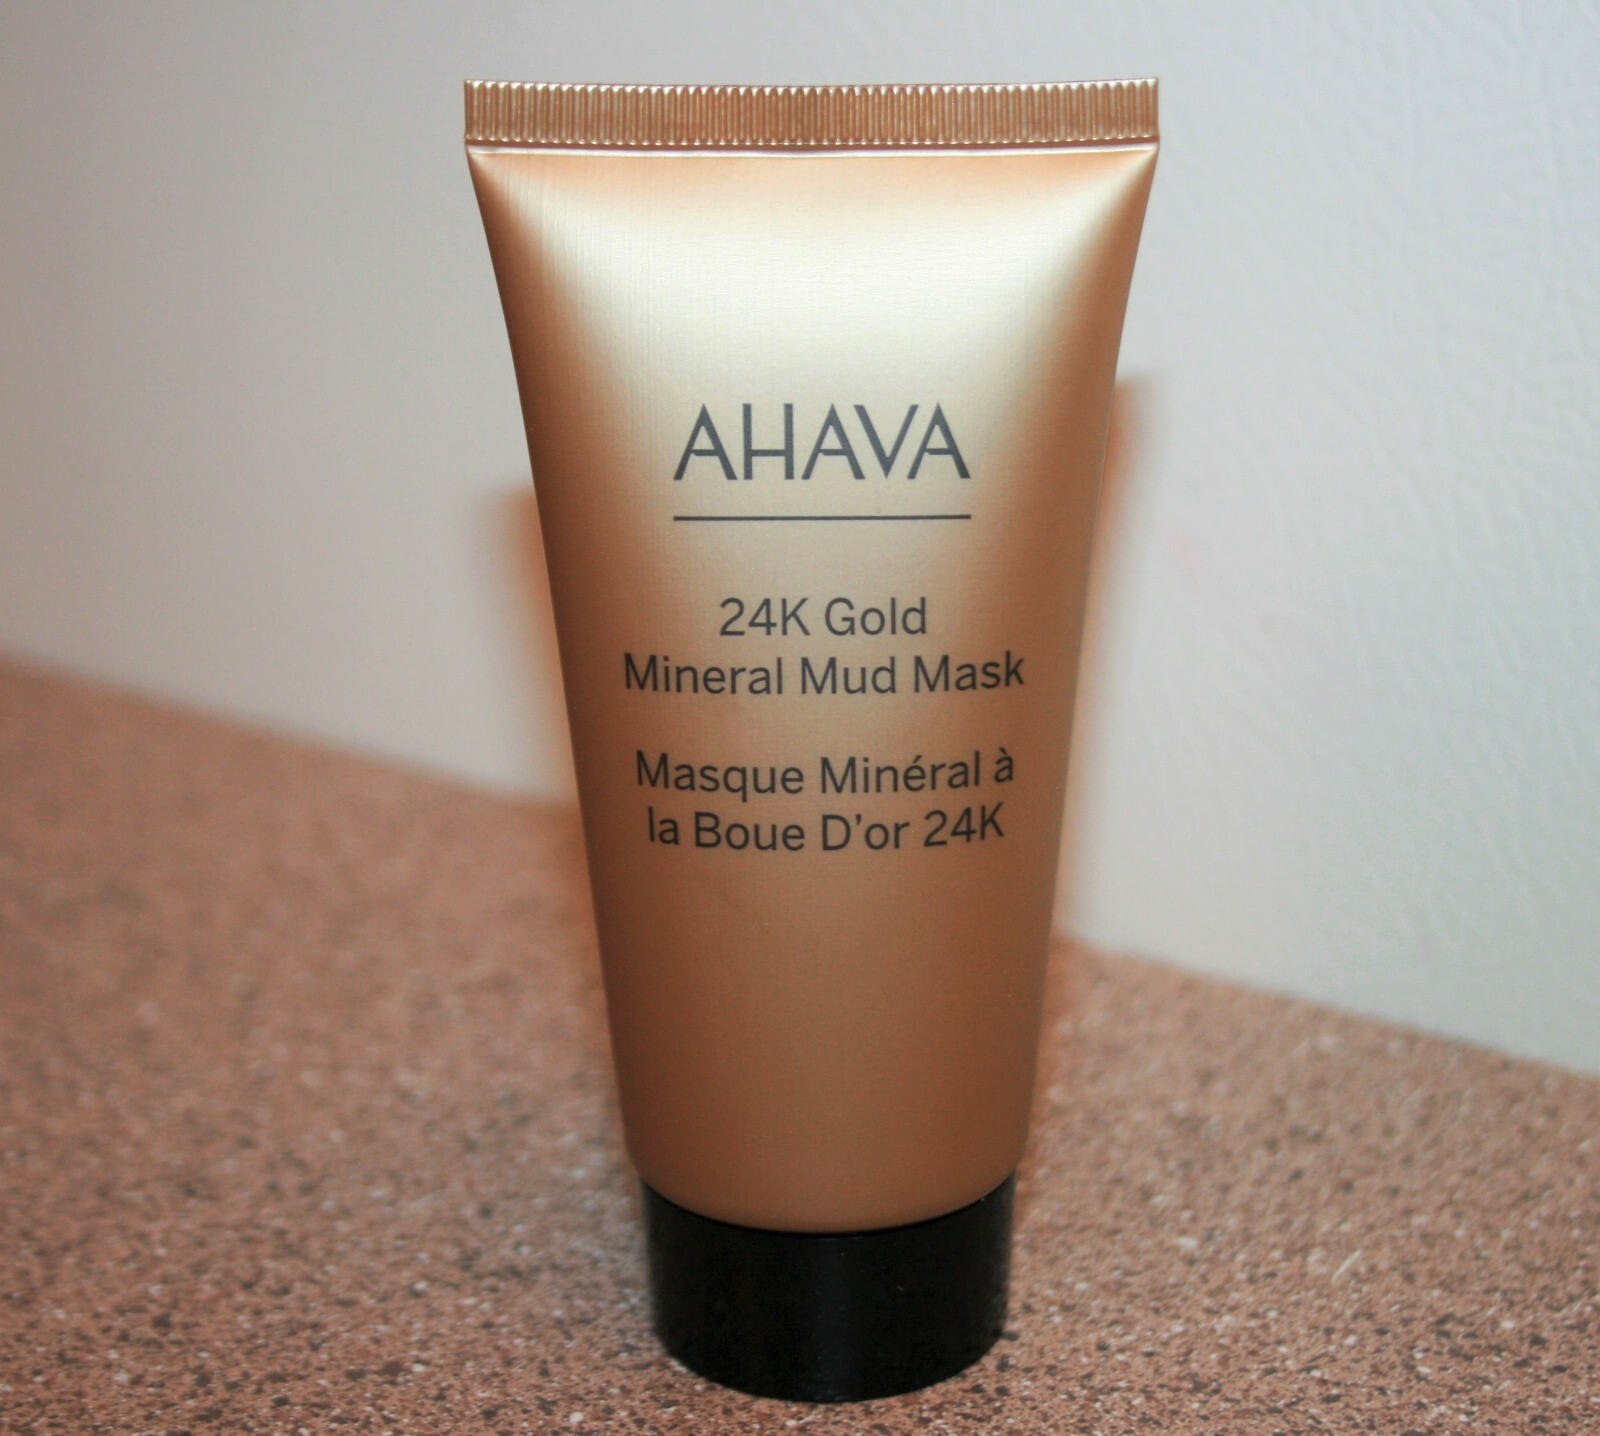 AHAVA
24K Gold
Mineral Mud Mask
Masque Minéral à
la Boue D'or 24K